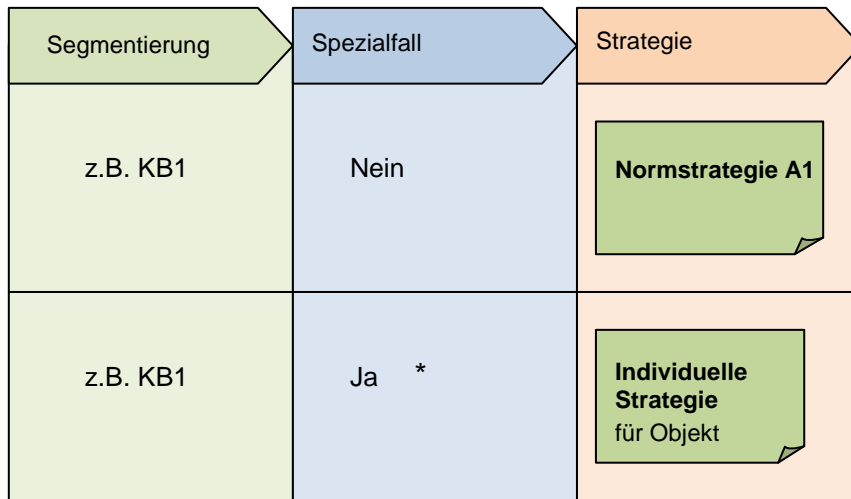 Segmentierung
Spezialfall
Strategie
z.B. KB1
Nein
Normstrategie A1
z.B. KB1
Ja *
Individuelle
Strategie
für Objekt